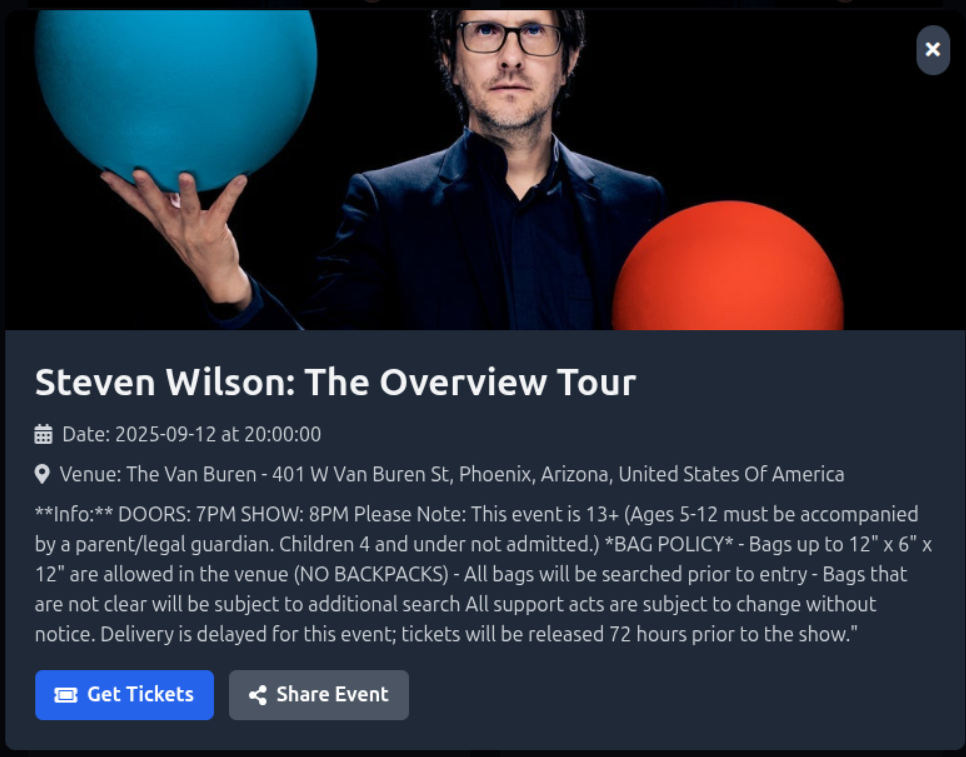 Steven Wilson: The Overview Tour
Date: 2025-09-12 at 20:00:00
Venue: The Van Buren - 401 W Van Buren St, Phoenix, Arizona, United States Of America
**Info:** DOORS: 7PM SHOW: 8PM Please Note: This event is 13+ (Ages 5-12 must be accompanied
by a parent/legal guardian. Children 4 and under not admitted.) *BAG POLICY* - Bags up to 12" x 6" x
12" are allowed in the venue (NO BACKPACKS) - All bags will be searched prior to entry - Bags that
are not clear will be subject to additional search All support acts are subject to change without
notice. Delivery is delayed for this event; tickets will be released 72 hours prior to the show."
Get Tickets
Share Event